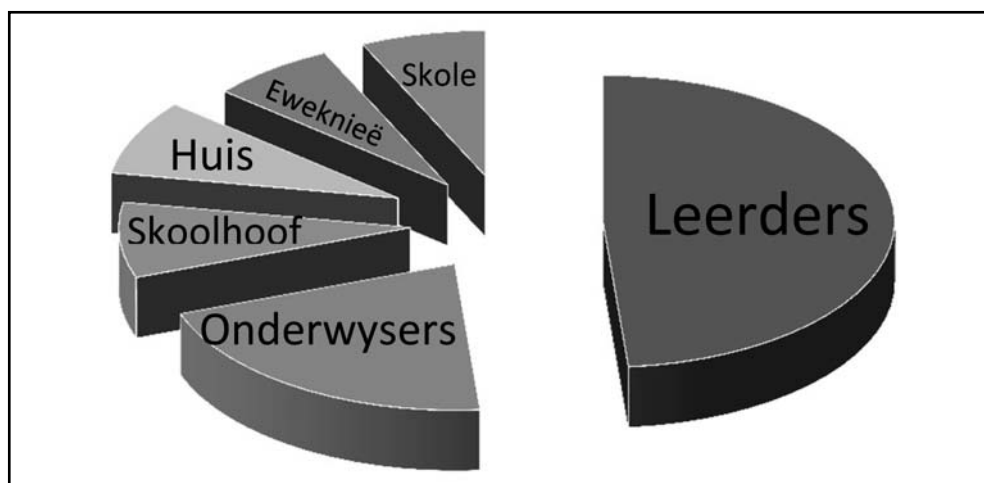 Skole
Eweknieë
Huis
Skoolhoof
Onderwysers
Leerders